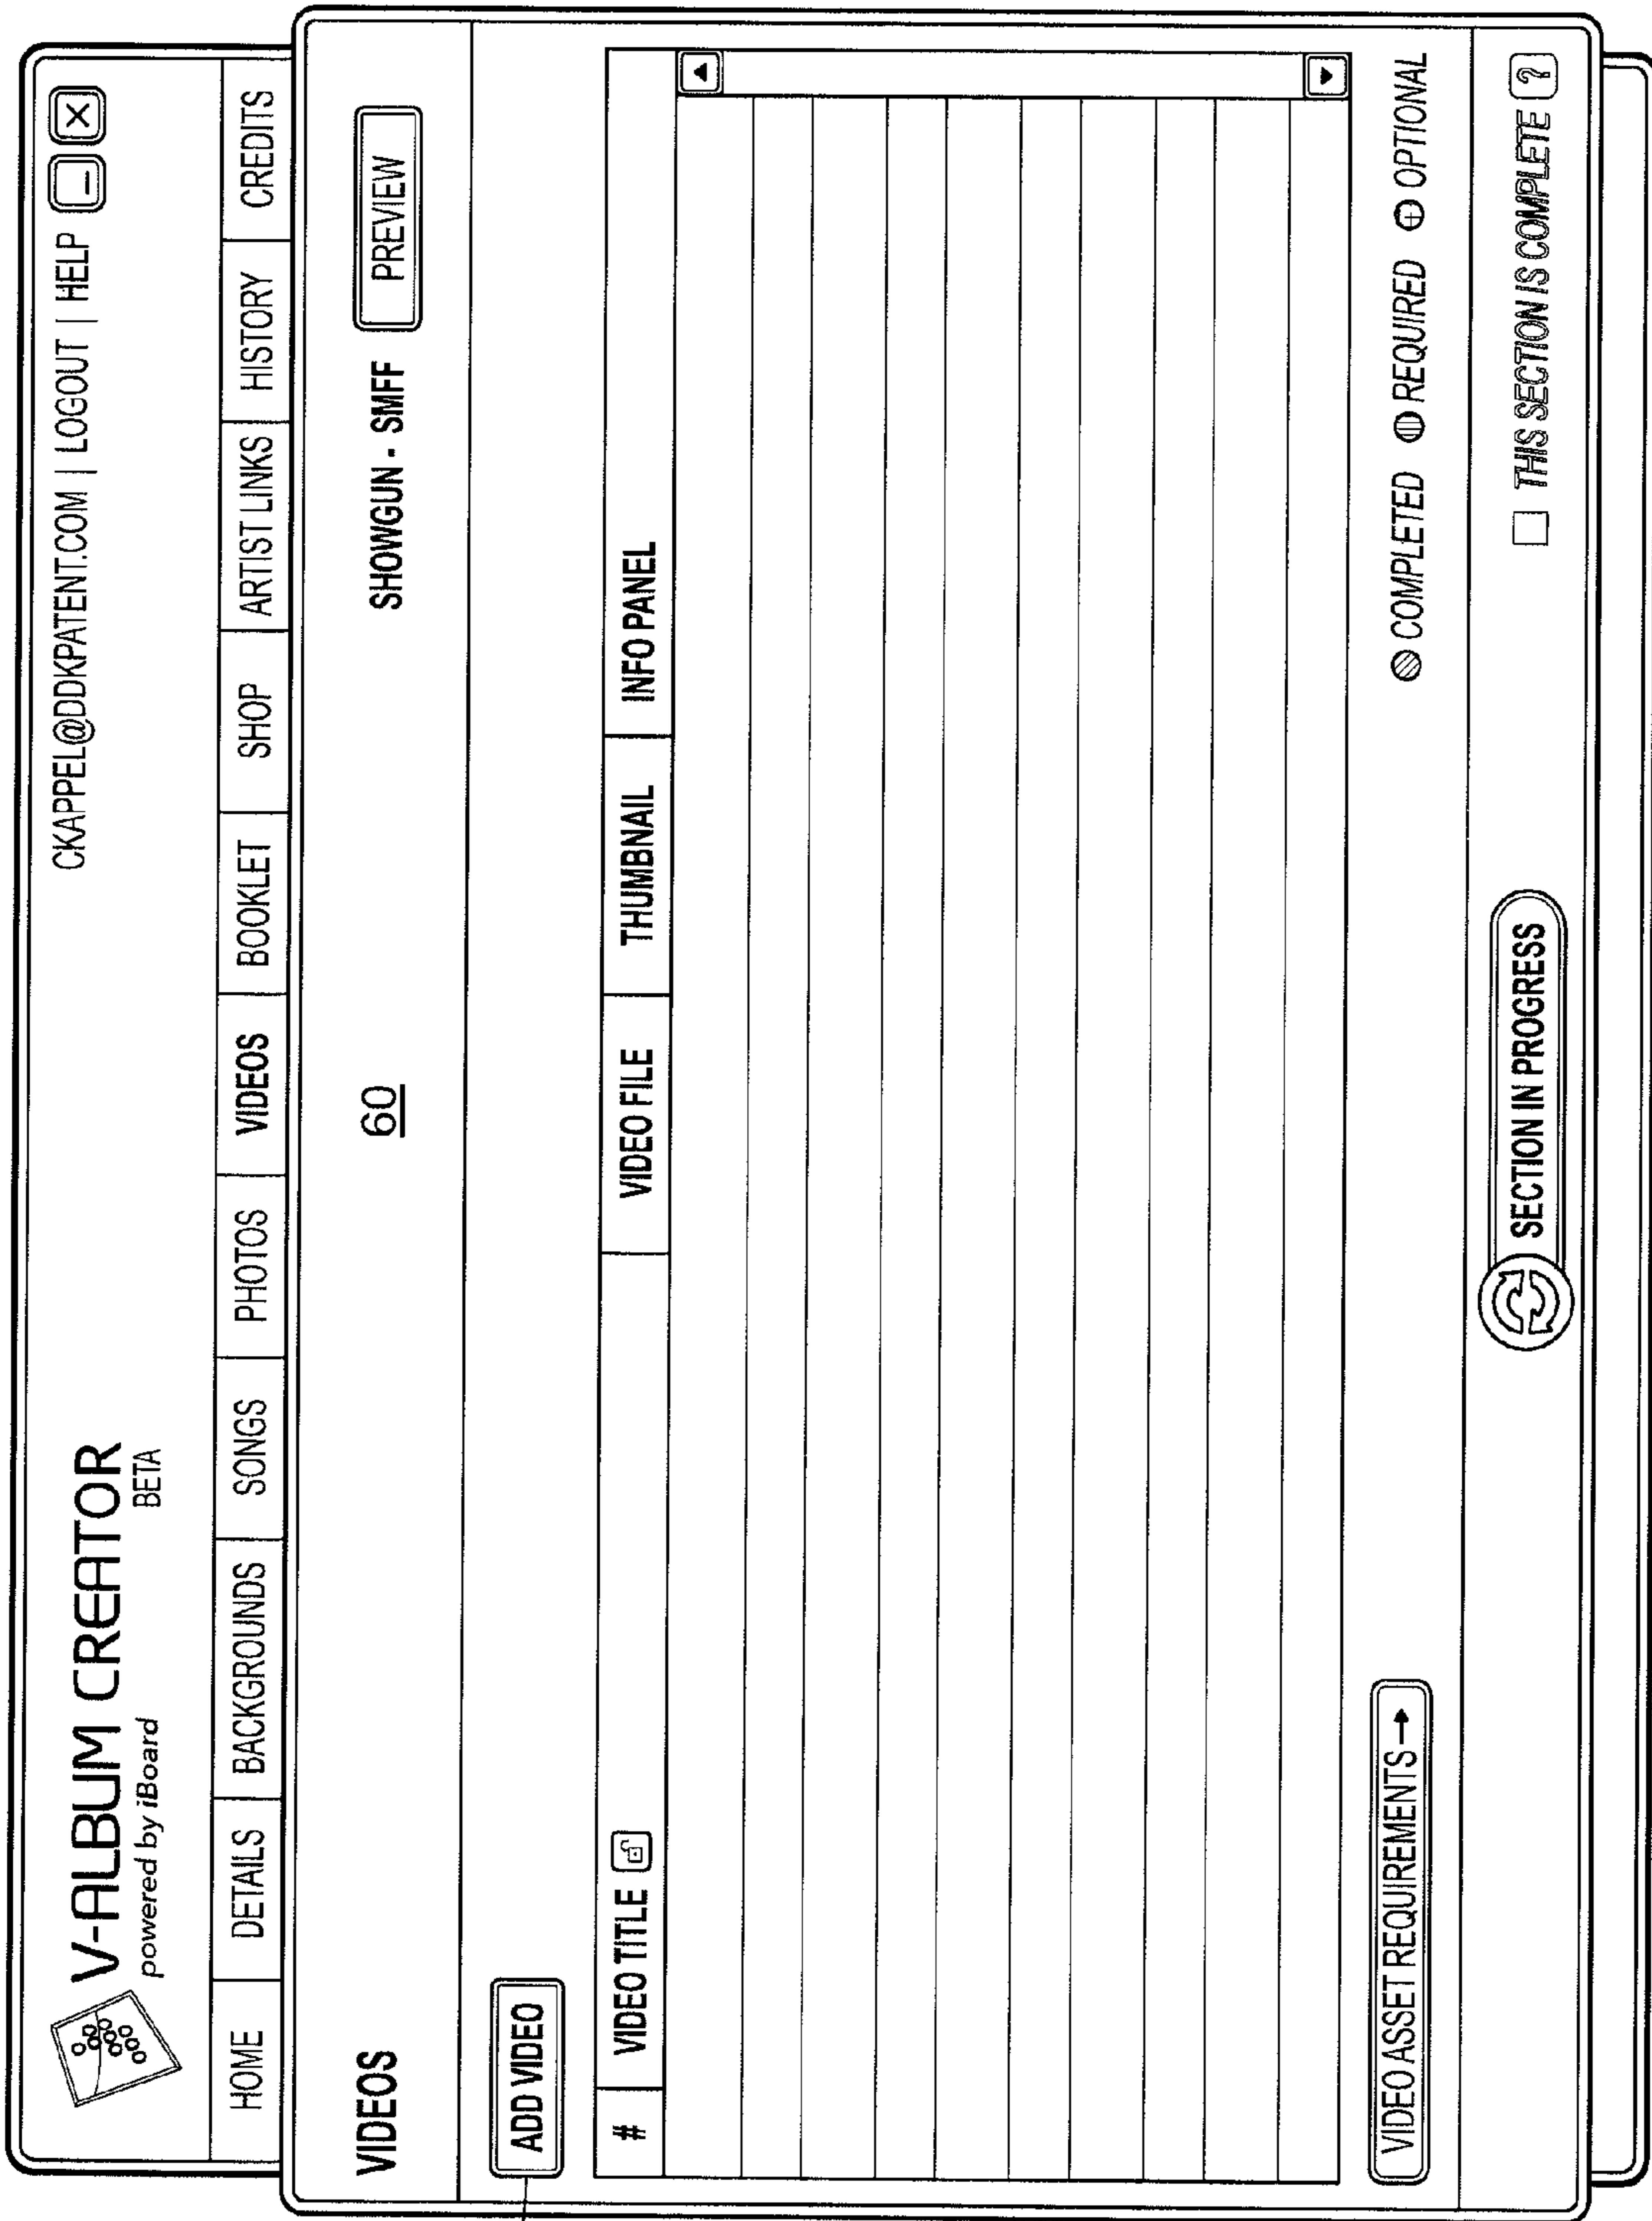 V-ALBUM CREATOR
powered by iBoard
BETA
CKAPPEL@DDKPATENT.COM | LOGOUT | HELP
HOME DETAILS BACKGROUNDS SONGS PHOTOS VIDEOS BOOKLET SHOP ARTIST LINKS HISTORY CREDITS
VIDEOS 60 SHOWGUN - SMFF PREVIEW
ADD VIDEO
# VIDEO TITLE VIDEO FILE THUMBNAIL INFO PANEL
VIDEO ASSET REQUIREMENTS→ COMPLETED REQUIRED OPTIONAL
SECTION IN PROGRESS THIS SECTION IS COMPLETE ?